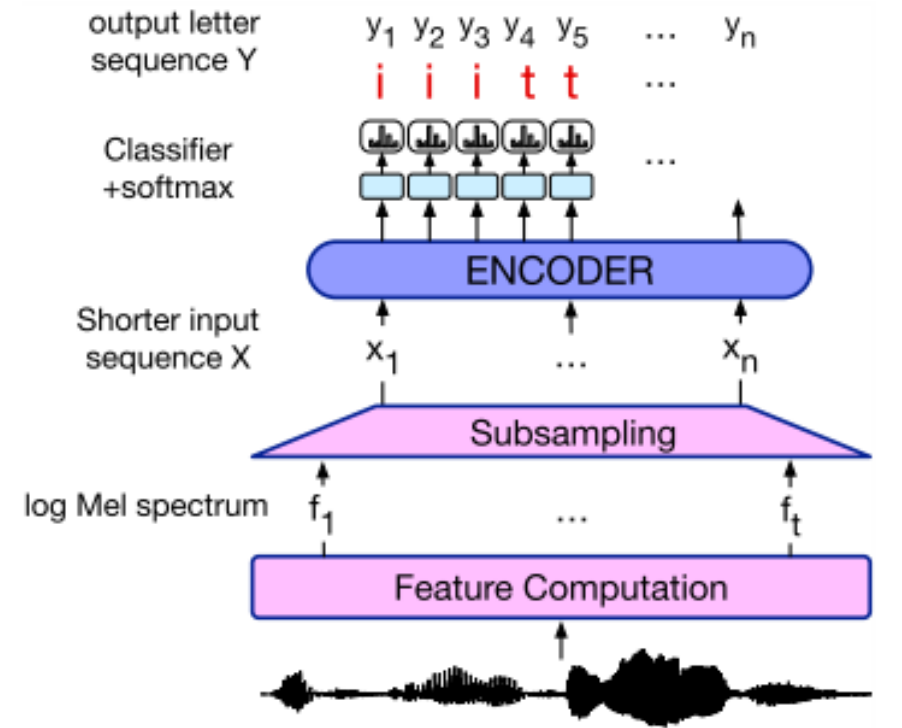 output letter
sequence Y
y1 y2 y3 y4 y5 ... yn
i i i t t ...
Classifier
+softmax
...
ENCODER
Shorter input
sequence X
x1 ... xn
Subsampling
log Mel spectrum
f1 ... ft
Feature Computation